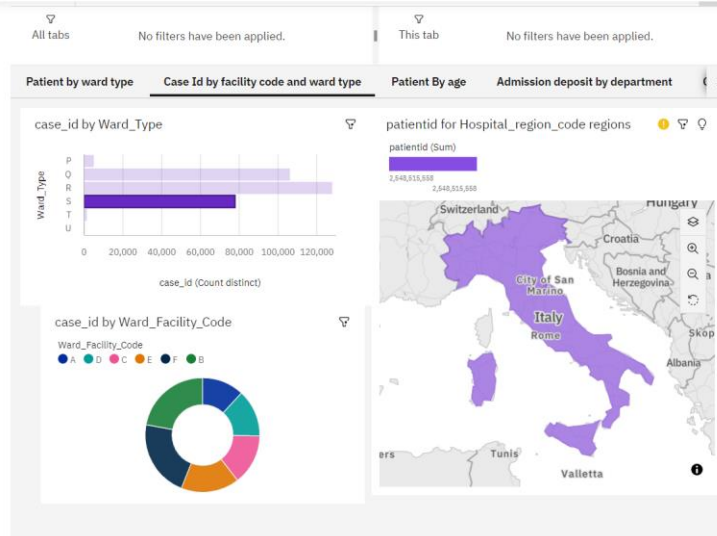 All tabs
No filters have been applied.
This tab
No filters have been applied.
Patient by ward type
Case Id by facility code and ward type
Patient By age
Admission deposit by department
case_id by Ward_Type
Ward_Type
P
Q
R
S
T
U
0 20,000 40,000 60,000 80,000 100,000 120,000
case_id (Count distinct)
case_id by Ward_Facility_Code
Ward_Facility_Code
A D C E F B
patientid for Hospital_region_code regions
patientid (Sum)
2,548,515,558
2,548,515,558
Switzerland
Hungary
Croatia
City of San
Marino
Bosnia and
Herzegovina
Italy
Rome
Skop
Albania
ers
Tunis
Valletta